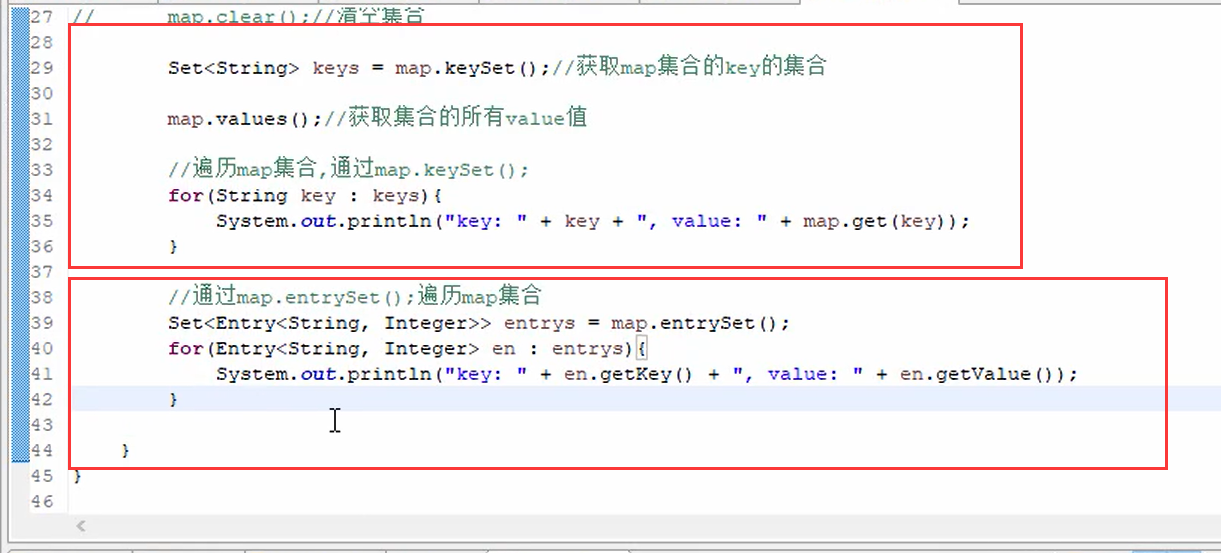 27 //      map.clear();//清空集合
28
29 Set<String> keys = map.keySet();//获取map集合的key的集合
30
31 map.values();//获取集合的所有value值
32
33 //遍历map集合,通过map.keySet();
34 for(String key : keys){
35 System.out.println("key: " + key + ", value: " + map.get(key));
36 }
37
38 //通过map.entrySet();遍历map集合
39 Set<Entry<String, Integer>> entrys = map.entrySet();
40 for(Entry<String, Integer> en : entrys){
41 System.out.println("key: " + en.getKey() + ", value: " + en.getValue());
42 }
43
44 }
45 }
46